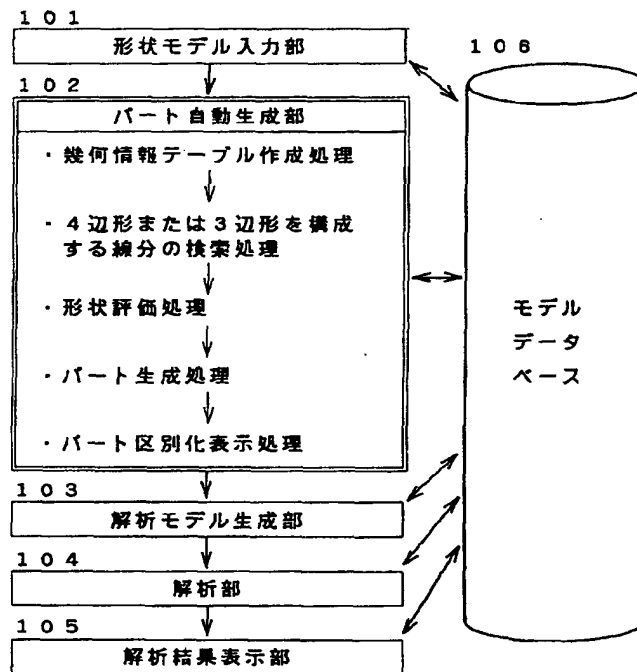 101
形状モデル入力部
106
102
パート自動生成部
・幾何情報テーブル作成処理
・4辺形または3辺形を構成
する線分の検索処理
・形状評価処理
・パート生成処理
・パート区別化表示処理
モデル
データ
ベース
103
解析モデル生成部
104
解析部
105
解析結果表示部